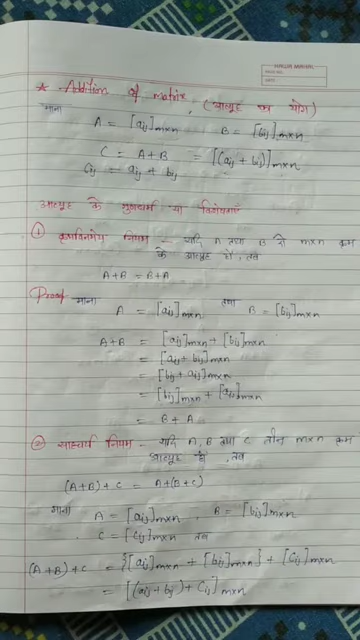 * Addition of matrix, (आव्यूह का योग)
माना
A = [aij]m×n B = [bij]m×n
C = A+B = [(aij + bij)]m×n
Cij = aij + bij
आव्यूह के गुणधर्म या विशेषताएँ
① क्रमविनिमेय नियम - यदि A तथा B दो m×n क्रम
के आव्यूह हो, तब
A+B = B+A
Proof माना A = [aij]m×n तथा B = [bij]m×n
A+B = [aij]m×n + [bij]m×n
= [aij + bij]m×n
= [bij + aij]m×n
= [bij]m×n + [aij]m×n
= B + A
② साहचर्य नियम - यदि A, B तथा C तीन m×n क्रम
आव्यूह है, तब
(A+B) + C = A+(B+C)
माना A = [aij]m×n, B = [bij]m×n
C = [Cij]m×n तब
(A+B)+C = {[aij]m×n + [bij]m×n} + [Cij]m×n
= [(aij + bij) + Cij]m×n